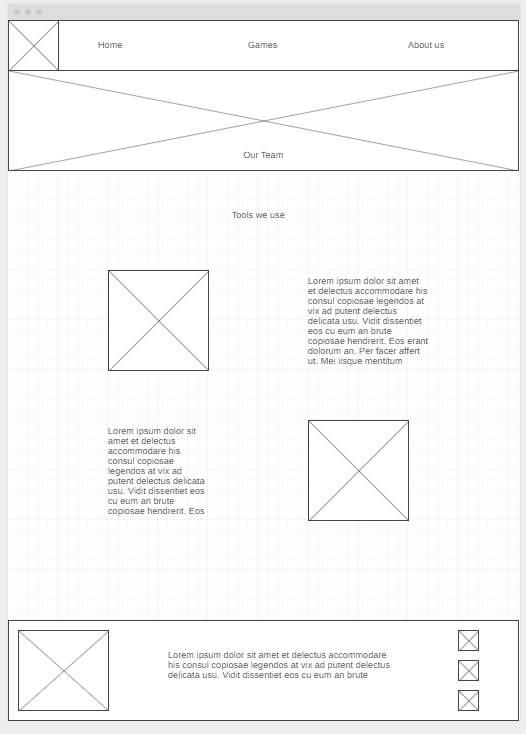 Home
Games
About us
Our Team
Tools we use
Lorem ipsum dolor sit amet
et delectus accommodare his
consul copiosae legendos at
vix ad putent delectus
delicata usu. Vidit dissentiet
eos cu eum an brute
copiosae hendrerit. Eos erant
dolorum an. Per facer affert
ut. Mei iisque mentitum
Lorem ipsum dolor sit
amet et delectus
accommodare his
consul copiosae
legendos at vix ad
putent delectus delicata
usu. Vidit dissentiet eos
cu eum an brute
copiosae hendrerit. Eos
Lorem ipsum dolor sit amet et delectus accommodare
his consul copiosae legendos at vix ad putent delectus
delicata usu. Vidit dissentiet eos cu eum an brute